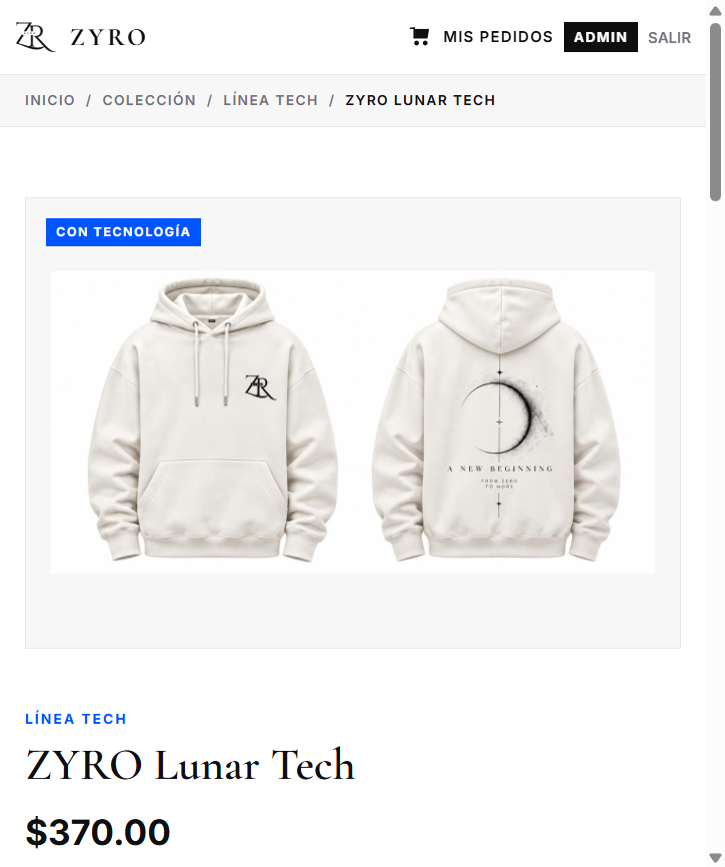 ZR ZYRO
MIS PEDIDOS ADMIN SALIR
INICIO / COLECCIÓN / LÍNEA TECH / ZYRO LUNAR TECH
CON TECNOLOGÍA
ZR
A NEW BEGINNING
FROM ZERO
TO MORE
LÍNEA TECH
ZYRO Lunar Tech
$370.00